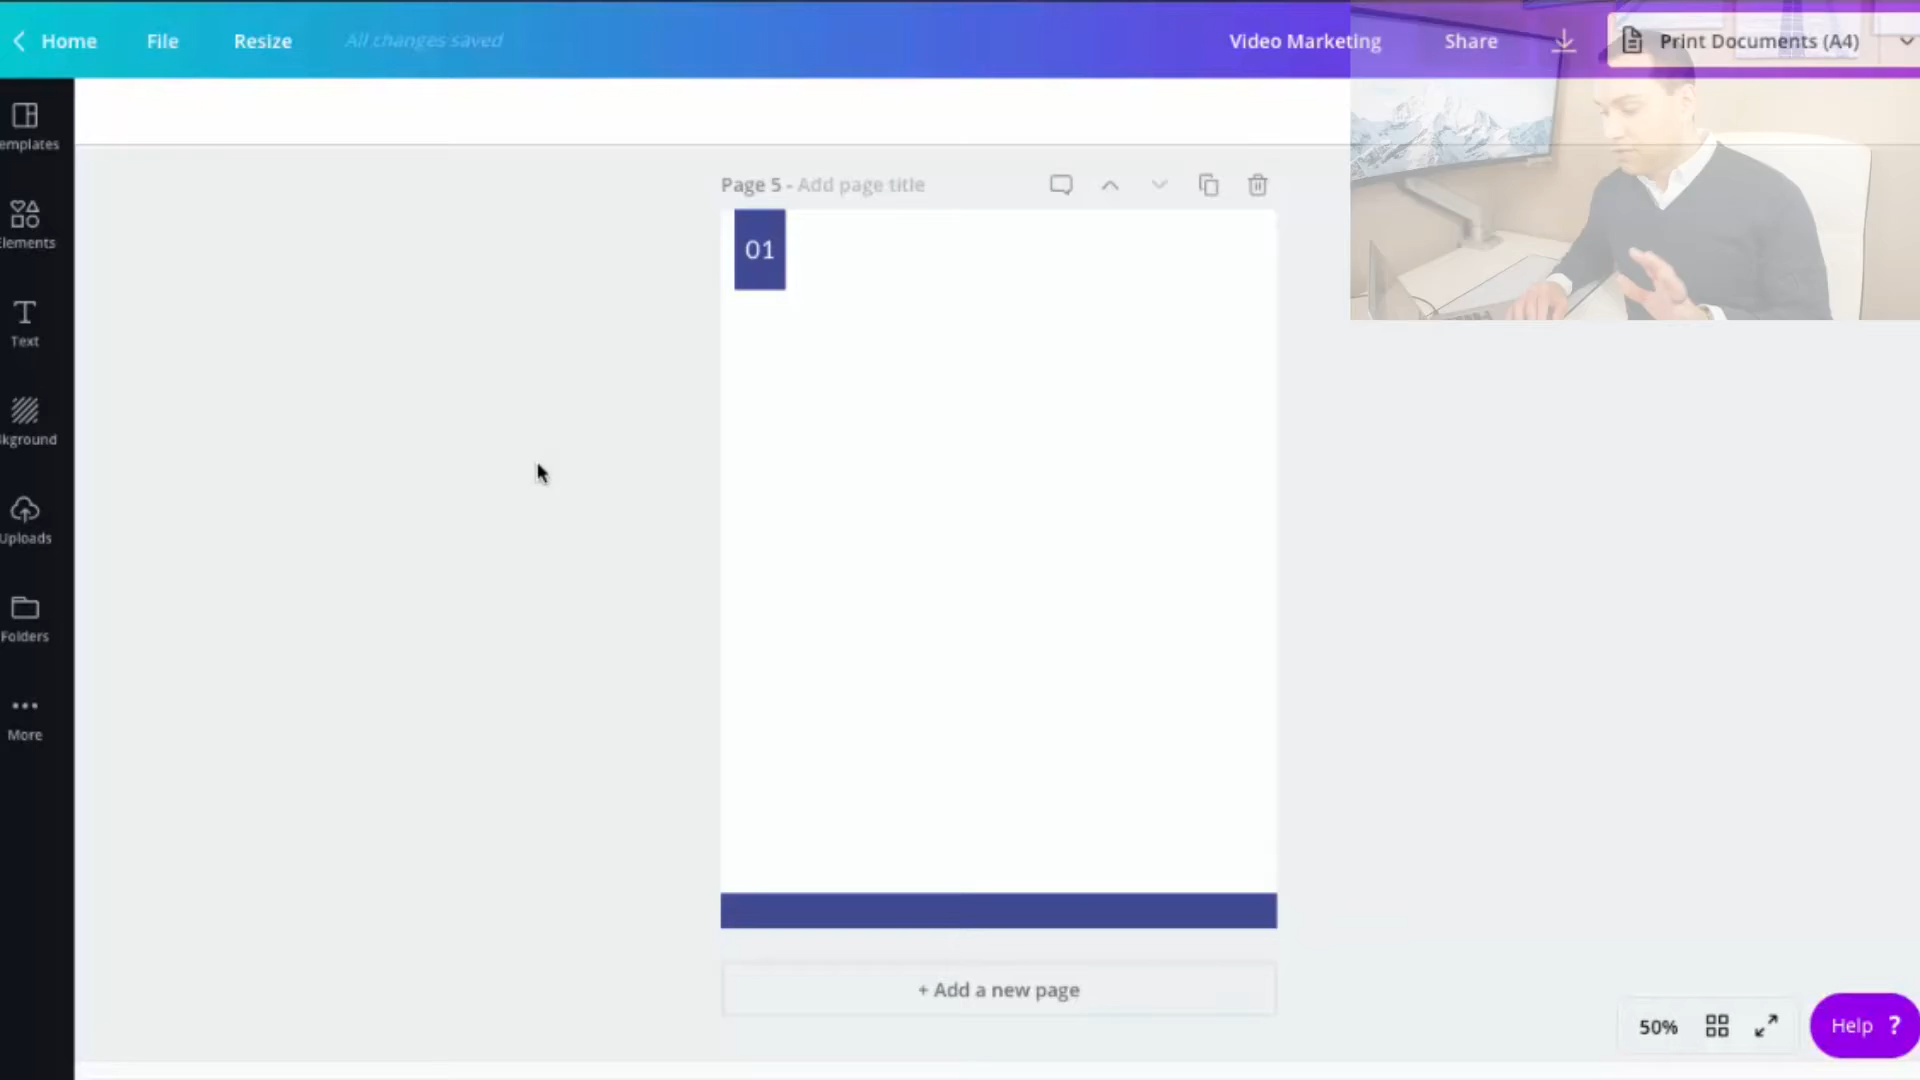 Home File Resize All changes saved Video Marketing Share Print Documents (A4)
emplates
Elements
Text
kground
Uploads
Folders
More
Page 5 - Add page title
01
+ Add a new page
50% Help ?